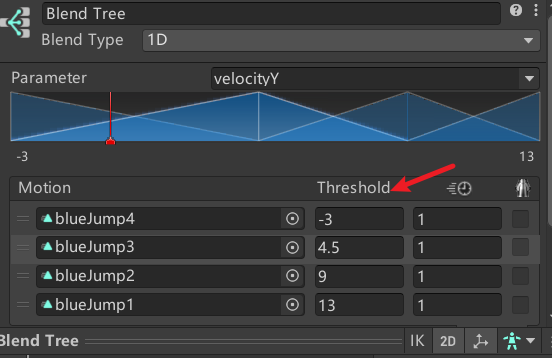 Blend Tree
Blend Type 1D
Parameter velocityY
-3 13
Motion Threshold
blueJump4 -3 1
blueJump3 4.5 1
blueJump2 9 1
blueJump1 13 1
Blend Tree IK 2D